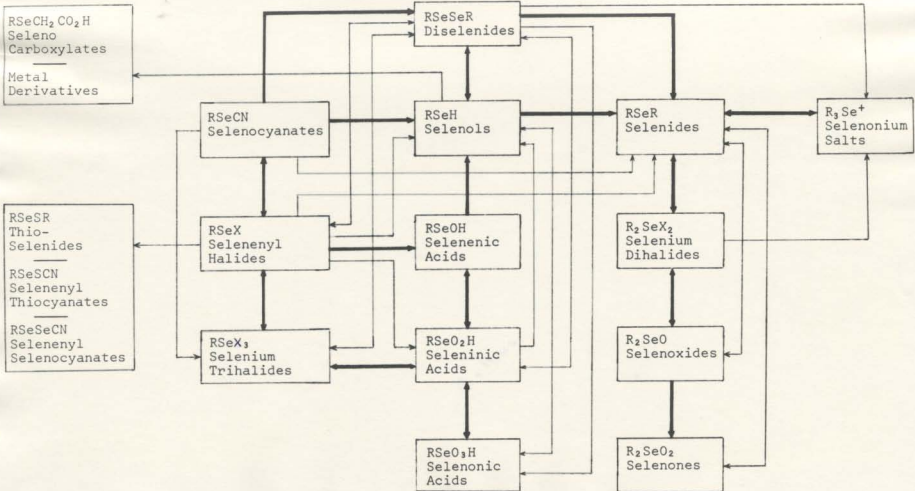 RSeCH₂CO₂H
Seleno
Carboxylates
Metal
Derivatives
RSeSeR
Diselenides
RSeCN
Selenocyanates
RSeH
Selenols
RSeR
Selenides
R₃Se⁺
Selenonium
Salts
RSeSR
Thio-
Selenides
RSeSCN
Selenenyl
Thiocyanates
RSeSeCN
Selenenyl
Selenocyanates
RSeX
Selenenyl
Halides
RSeOH
Selenenic
Acids
R₂SeX₂
Selenium
Dihalides
RSeX₃
Selenium
Trihalides
RSeO₂H
Seleninic
Acids
R₂SeO
Selenoxides
RSeO₃H
Selenonic
Acids
R₂SeO₂
Selenones